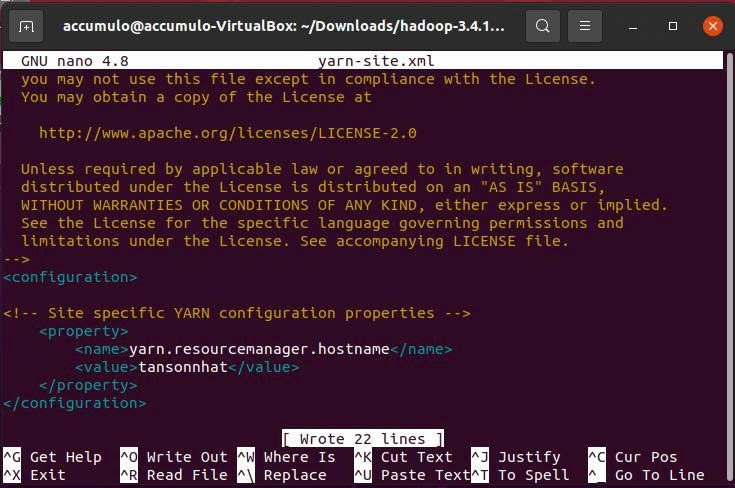 accumulo@accumulo-VirtualBox: ~/Downloads/hadoop-3.4.1...
GNU nano 4.8 yarn-site.xml
you may not use this file except in compliance with the License.
You may obtain a copy of the License at
http://www.apache.org/licenses/LICENSE-2.0
Unless required by applicable law or agreed to in writing, software
distributed under the License is distributed on an "AS IS" BASIS,
WITHOUT WARRANTIES OR CONDITIONS OF ANY KIND, either express or implied.
See the License for the specific language governing permissions and
limitations under the License. See accompanying LICENSE file.
-->
<configuration>
<!-- Site specific YARN configuration properties -->
<property>
<name>yarn.resourcemanager.hostname</name>
<value>tansonnhat</value>
</property>
</configuration>
[ Wrote 22 lines ]
^G Get Help ^O Write Out ^W Where Is ^K Cut Text ^J Justify ^C Cur Pos
^X Exit ^R Read File ^\ Replace ^U Paste Text ^T To Spell ^_ Go To Line